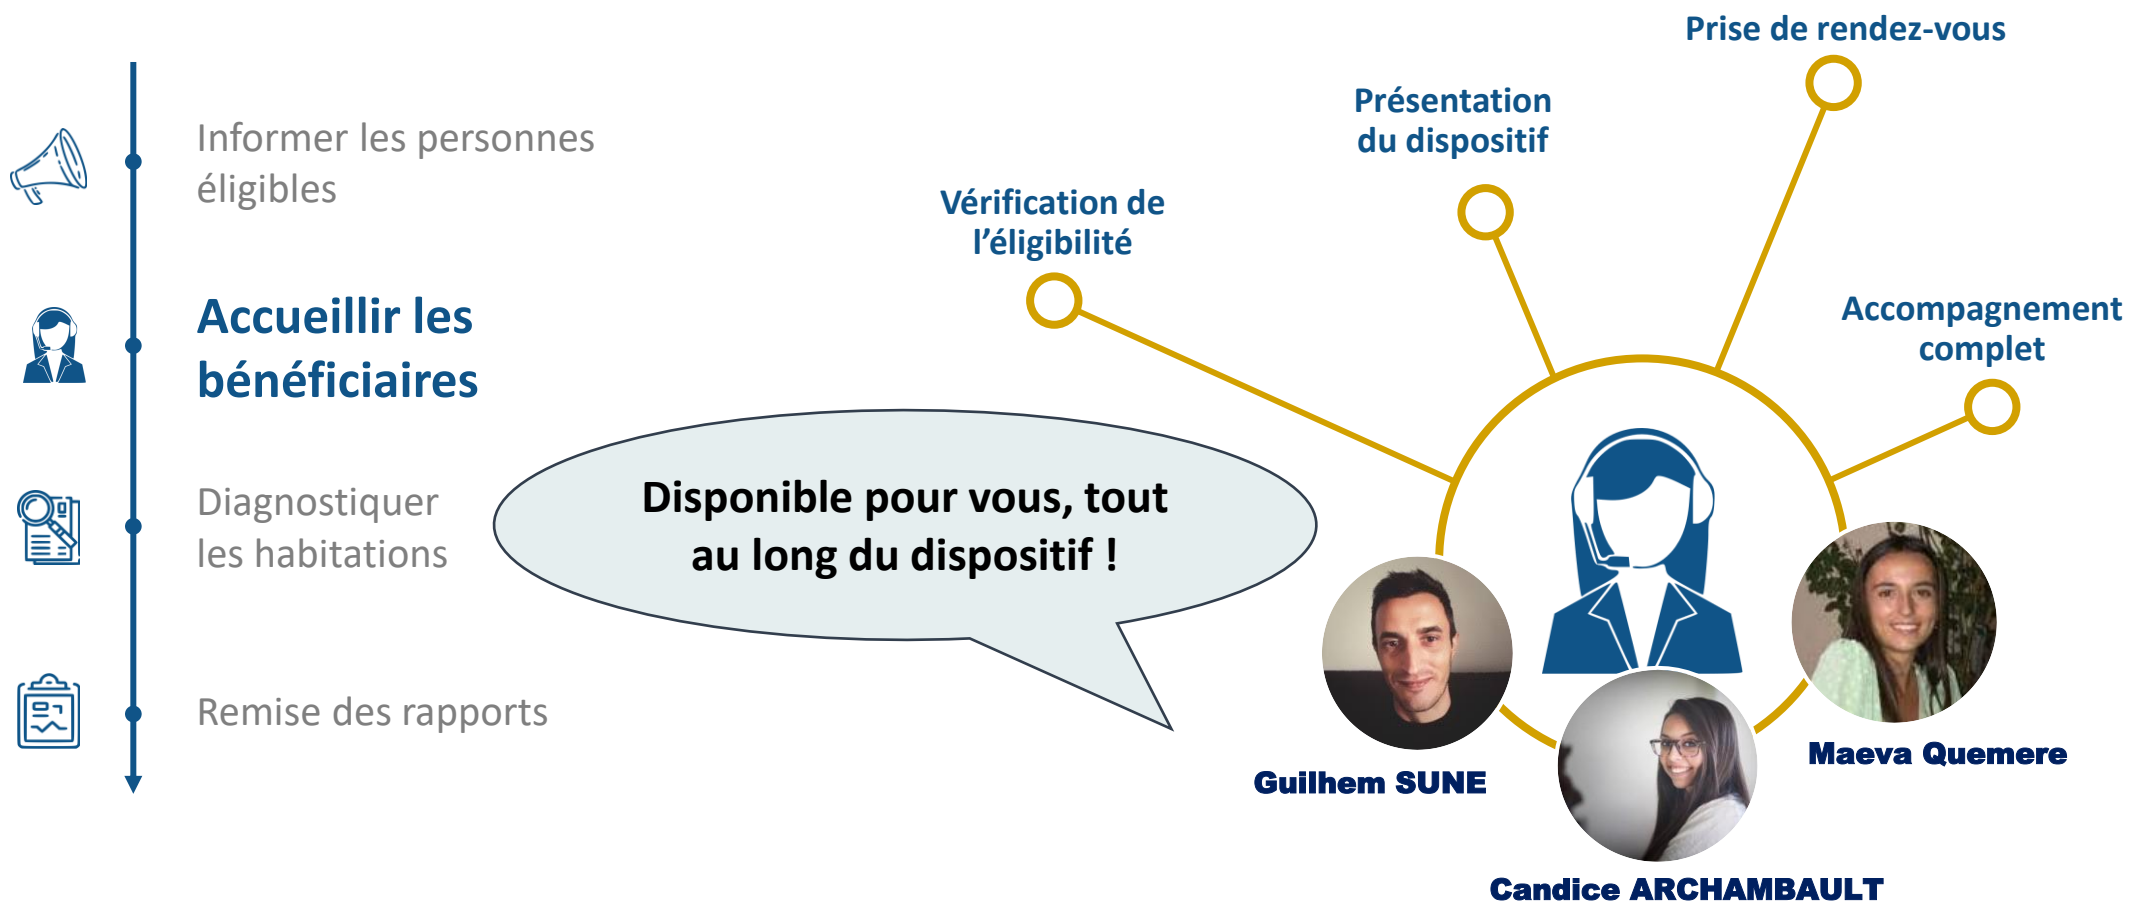 Informer les personnes
éligibles
Accueillir les
bénéficiaires
Diagnostiquer
les habitations
Remise des rapports
Disponible pour vous, tout
au long du dispositif !
Vérification de
l’éligibilité
Présentation
du dispositif
Prise de rendez-vous
Accompagnement
complet
Guilhem SUNE
Candice ARCHAMBAULT
Maeva Quemere